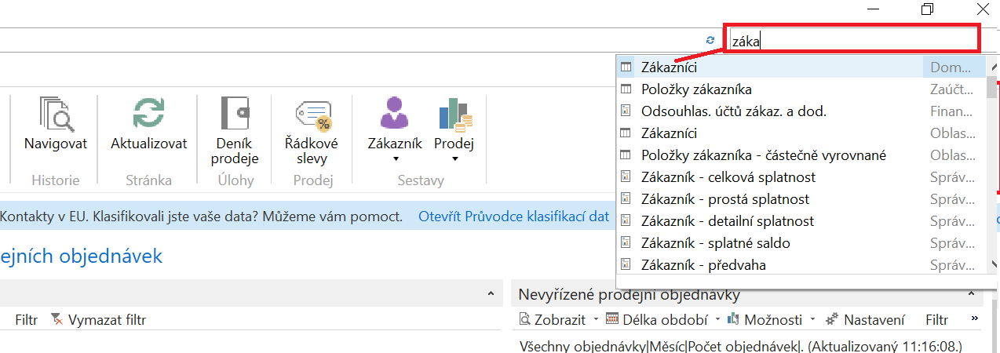 záka
Zákazníci Dom...
Položky zákazníka Zaúčt...
Odsouhlas. účtů zákaz. a dod. Finan...
Zákazníci Oblas...
Položky zákazníka - částečně vyrovnané Oblas...
Zákazník - celková splatnost Správ...
Zákazník - prostá splatnost Správ...
Zákazník - detailní splatnost Správ...
Zákazník - splatné saldo Správ...
Zákazník - předvaha Správ...
Navigovat
Historie
Aktualizovat
Stránka
Deník
prodeje
Úlohy
Řádkové
slevy
Prodej
Zákazník
Prodej
Sestavy
Kontakty v EU. Klasifikovali jste vaše data? Můžeme vám pomoct. Otevřít Průvodce klasifikací dat
ejních objednávek
Filtr Vymazat filtr
Nevyřízené prodejní objednávky
Zobrazit Délka období Možnosti Nastavení Filtr »
Všechny objednávky|Měsíc|Počet objednávek|. (Aktualizovaný 11:16:08.)